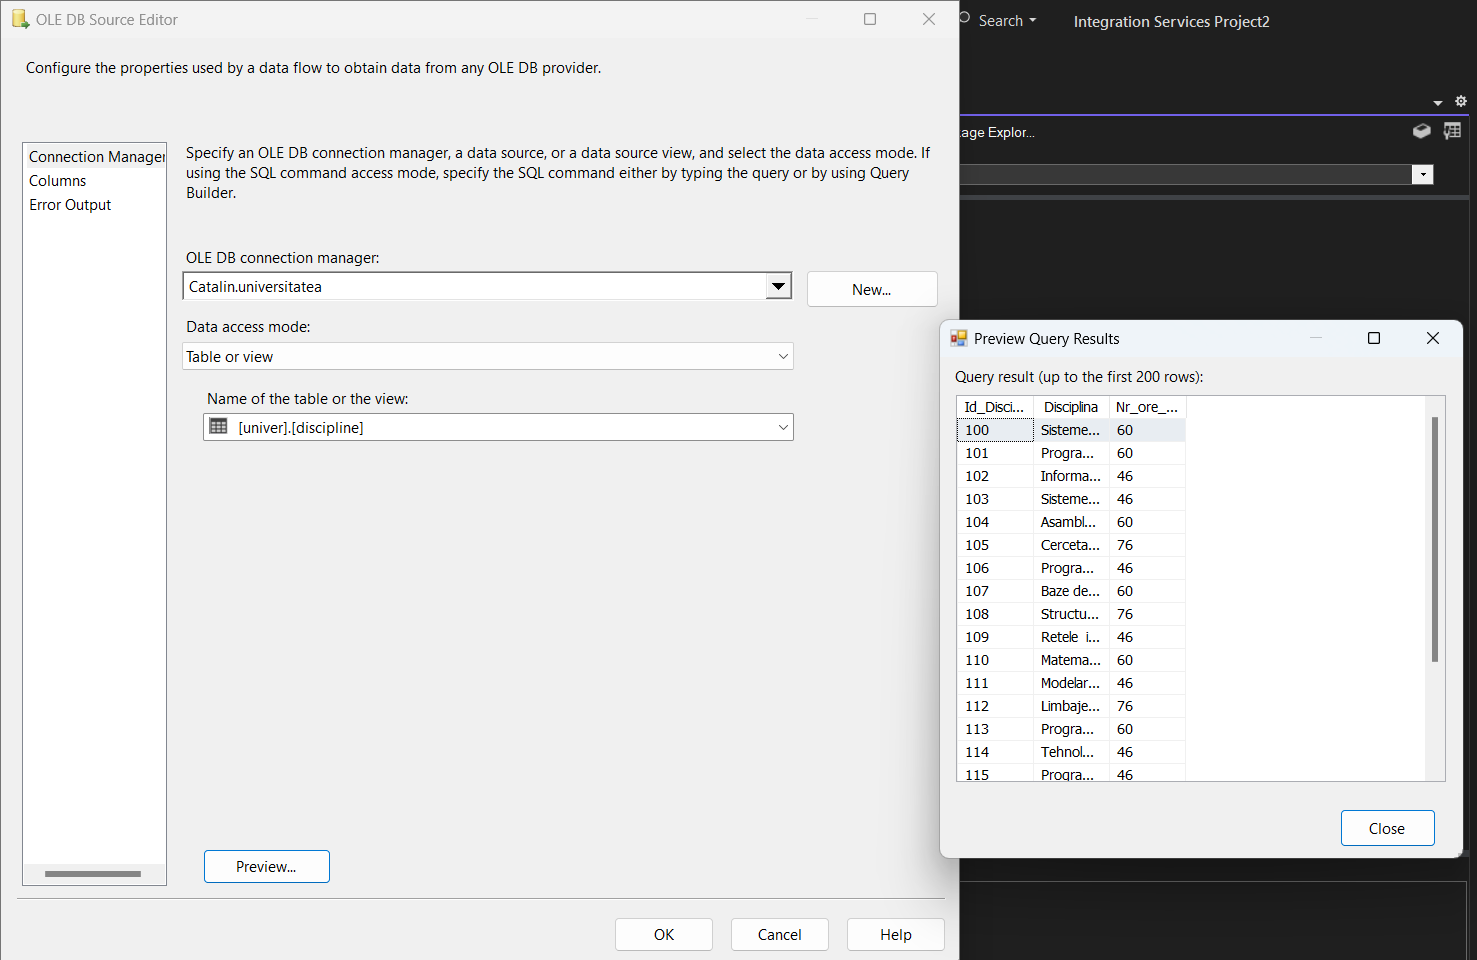 OLE DB Source Editor
Search
Integration Services Project2
Configure the properties used by a data flow to obtain data from any OLE DB provider.
age Explor...
Connection Manager
Columns
Error Output
Specify an OLE DB connection manager, a data source, or a data source view, and select the data access mode. If
using the SQL command access mode, specify the SQL command either by typing the query or by using Query
Builder.
OLE DB connection manager:
Catalin.universitatea
New...
Data access mode:
Table or view
Name of the table or the view:
[univer].[discipline]
Preview...
OK
Cancel
Help
Preview Query Results
Query result (up to the first 200 rows):
Id_Disci... Disciplina Nr_ore_...
100 Sisteme... 60
101 Progra... 60
102 Informa... 46
103 Sisteme... 46
104 Asambl... 60
105 Cerceta... 76
106 Progra... 46
107 Baze de... 60
108 Structu... 76
109 Retele i... 46
110 Matema... 60
111 Modelar... 46
112 Limbaje... 76
113 Progra... 60
114 Tehnol... 46
115 Progra... 46
Close